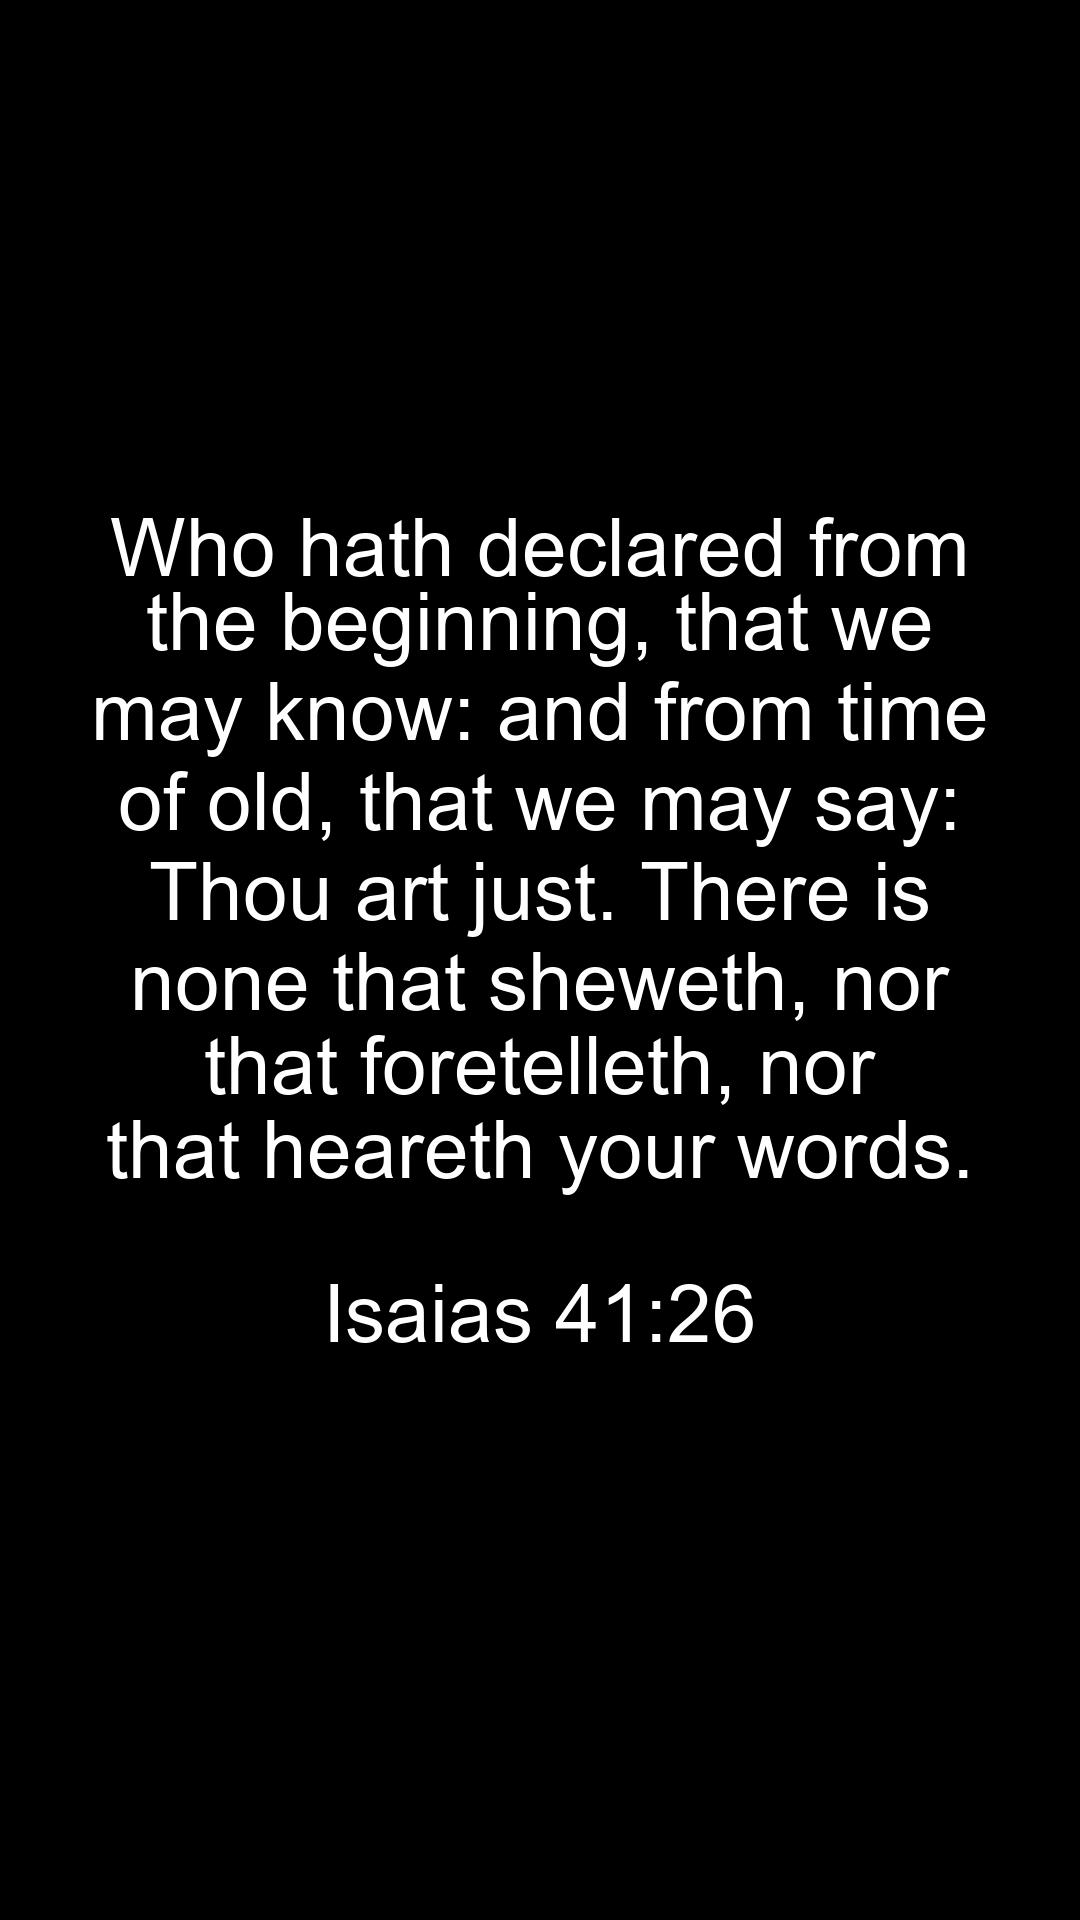 Who hath declared from
the beginning, that we
may know: and from time
of old, that we may say:
Thou art just. There is
none that sheweth, nor
that foretelleth, nor
that heareth your words.
Isaias 41:26